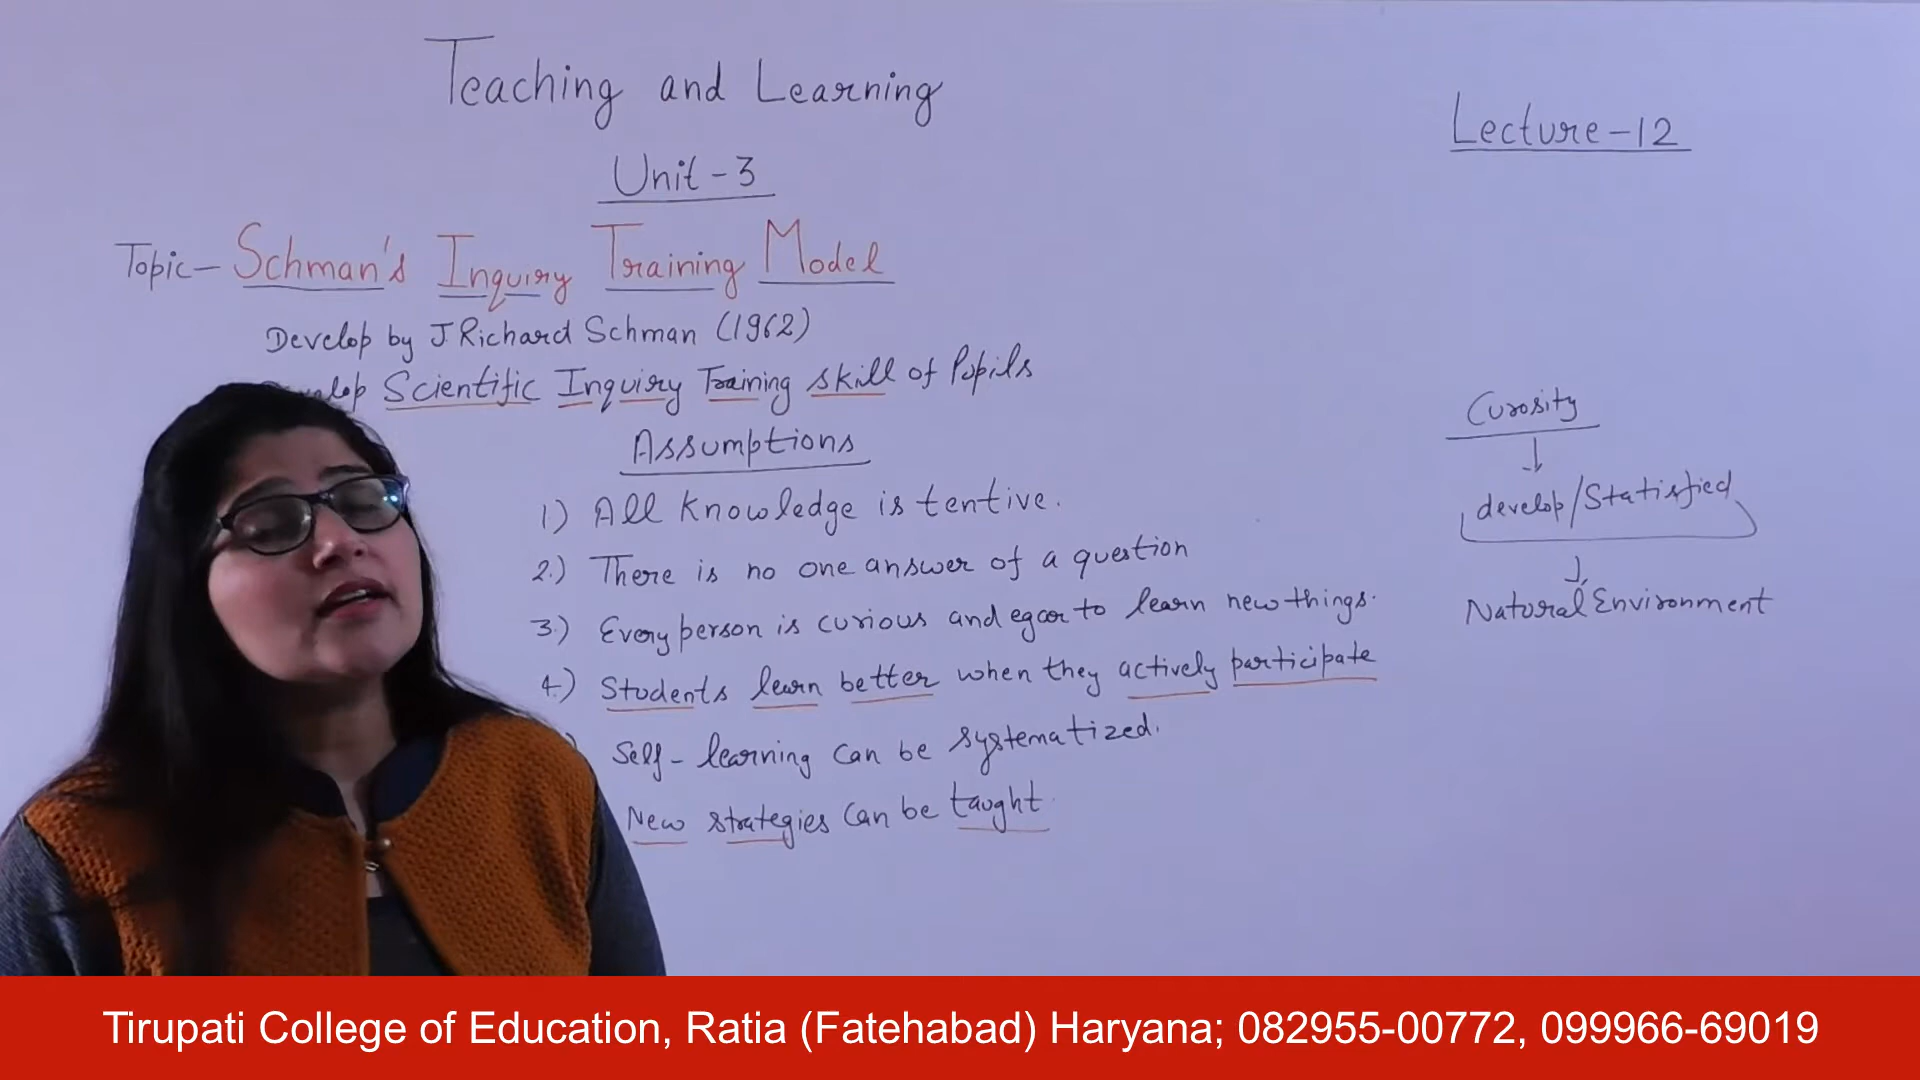 Teaching and Learning
Lecture-12
Unit-3
Topic- Schman's Inquiry Training Model
Develop by J. Richard Schman (1962)
Scientific Inquiry Training skill of Pupils
Assumptions
1) All Knowledge is tentive.
2.) There is no one answer of a question
3.) Every person is curious and egar to learn new things.
4.) Students learn better when they actively participate
Self-learning can be systematized.
New strategies can be taught.
Curosity
develop/Statisfied
Natural Environment
Tirupati College of Education, Ratia (Fatehabad) Haryana; 082955-00772, 099966-69019